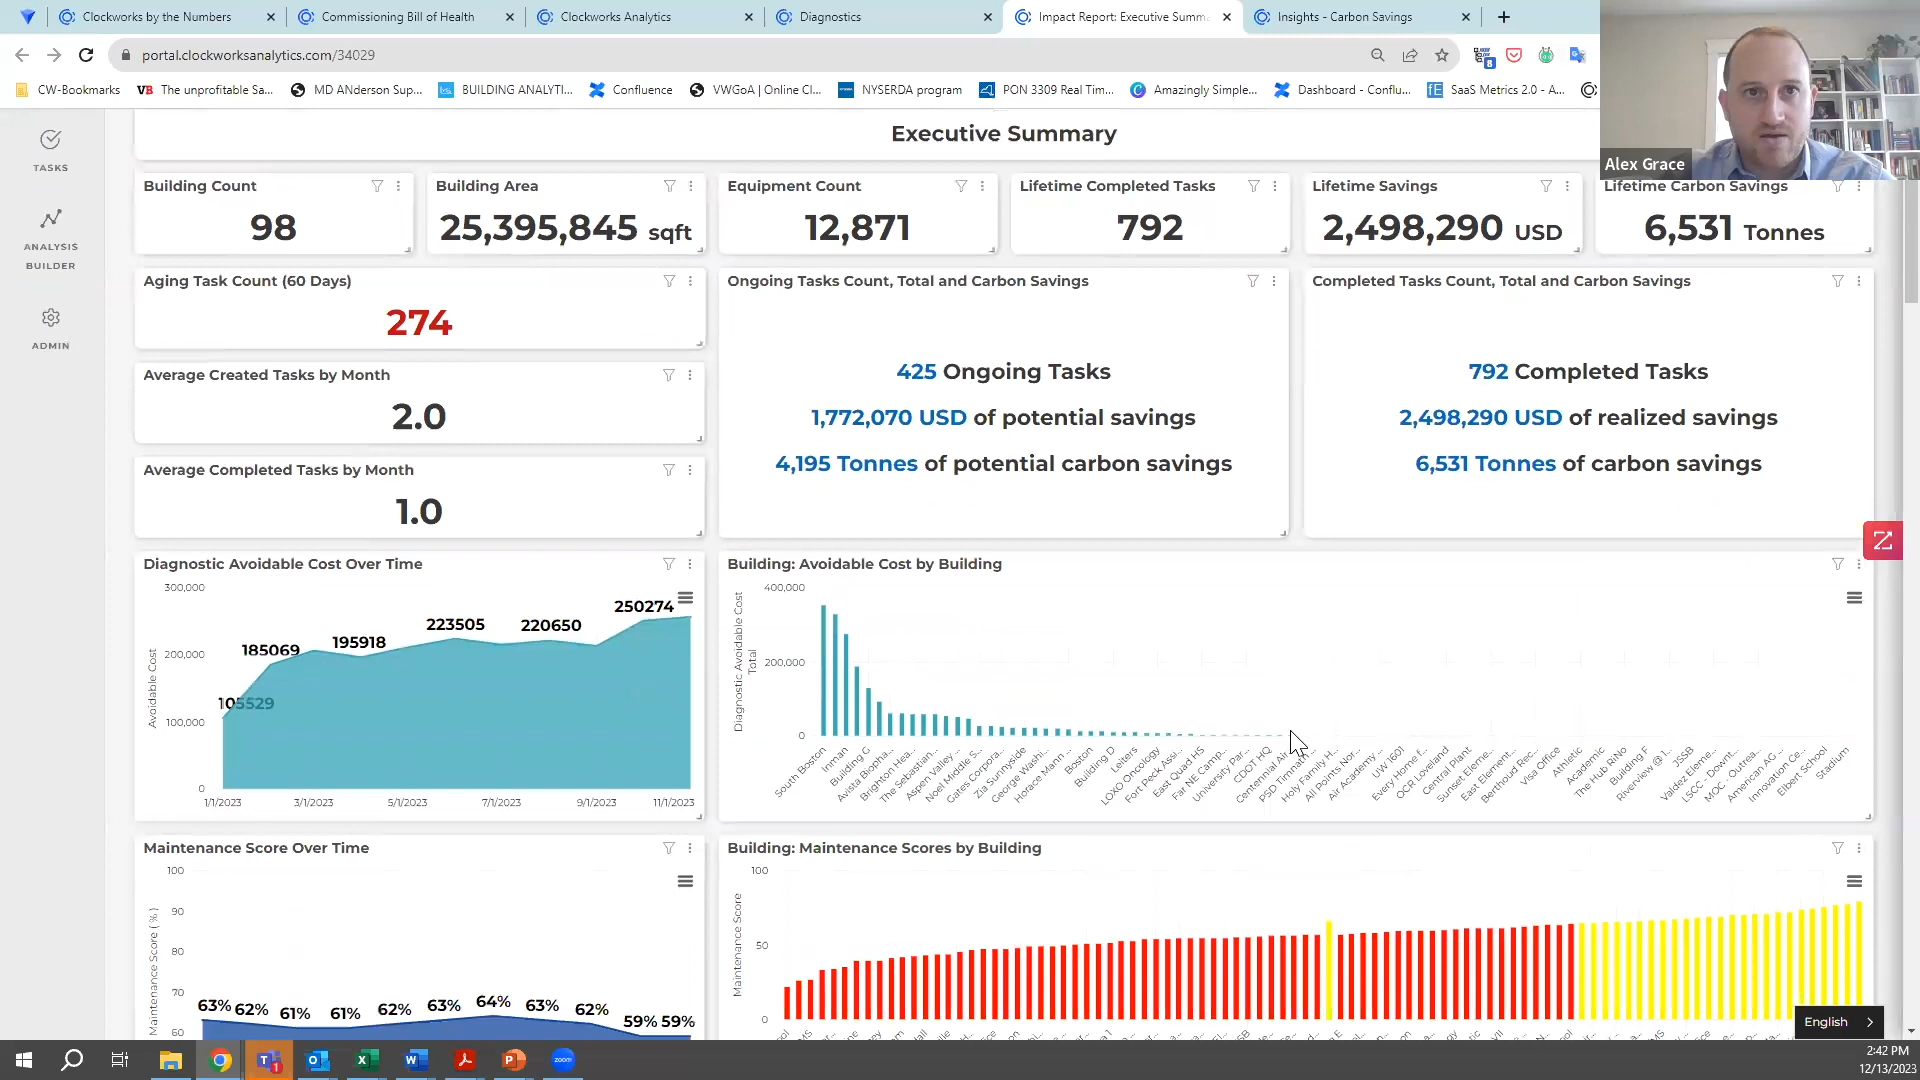 Clockworks by the Numbers
Commissioning Bill of Health
Clockworks Analytics
Diagnostics
Impact Report: Executive Summ
Insights - Carbon Savings
portal.clockworksanalytics.com/34029
8
CW-Bookmarks
VB The unprofitable Sa...
MD ANderson Sup...
BUILDING ANALYTI...
Confluence
VWGoA | Online Cl...
NYSERDA program
PON 3309 Real Tim...
Amazingly Simple...
Dashboard - Conflu...
fE SaaS Metrics 2.0 - A...
Alex Grace
TASKS
ANALYSIS
BUILDER
ADMIN
Executive Summary
Building Count
98
Building Area
25,395,845 sqft
Equipment Count
12,871
Lifetime Completed Tasks
792
Lifetime Savings
2,498,290 USD
Lifetime Carbon Savings
6,531 Tonnes
Aging Task Count (60 Days)
274
Average Created Tasks by Month
2.0
Average Completed Tasks by Month
1.0
Ongoing Tasks Count, Total and Carbon Savings
425 Ongoing Tasks
1,772,070 USD of potential savings
4,195 Tonnes of potential carbon savings
Completed Tasks Count, Total and Carbon Savings
792 Completed Tasks
2,498,290 USD of realized savings
6,531 Tonnes of carbon savings
Diagnostic Avoidable Cost Over Time
Avoidable Cost
300,000
200,000
100,000
0
105529
185069
195918
223505
220650
250274
1/1/2023
3/1/2023
5/1/2023
7/1/2023
9/1/2023
11/1/2023
Building: Avoidable Cost by Building
Diagnostic Avoidable Cost
Total
400,000
200,000
0
South Boston
Inman
Building G
Avista Biopha...
Brighton Hea...
The Sebastian...
Aspen Valley ...
Noel Middle S...
Gates Corpora...
Zia Sunnyside
George Washi...
Horace Mann ...
Boston
Building D
Leiters
LOXO Oncology
Fort Peck Assi...
East Quad HS
Far NE Camp...
University Par...
CDOT HQ
Centennial Air...
PSD Timnath...
Holy Family H...
All Points Nor...
Air Academy ...
UW 1601
Every Home f...
OCR Loveland
Central Plant
Sunset Eleme...
East Element...
Berthoud Rec...
Visa Office
Athletic
Academic
The Hub RiNo
Building F
Riverview @ 1...
JSSB
Valdez Eleme...
LSCC - Downt...
MOC - Outrea...
American AG ...
Innovation Ce...
Elbert School
Stadium
Maintenance Score Over Time
Maintenance Score ( % )
100
90
80
70
60
63%
62%
61%
61%
62%
63%
64%
63%
62%
59%
59%
Building: Maintenance Scores by Building
Maintenance Score
100
50
0
English
2:42 PM
12/13/2023